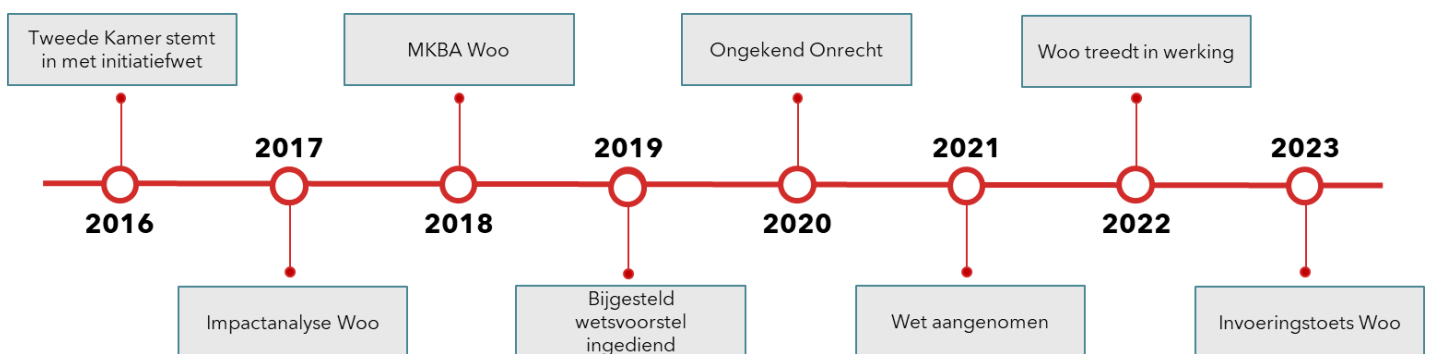 Tweede Kamer stemt
in met initiatiefwet
MKBA Woo
Ongekend Onrecht
Woo treedt in werking
2017
2019
2021
2023
2016
2018
2020
2022
Impactanalyse Woo
Bijgesteld
wetsvoorstel
ingediend
Wet aangenomen
Invoeringstoets Woo